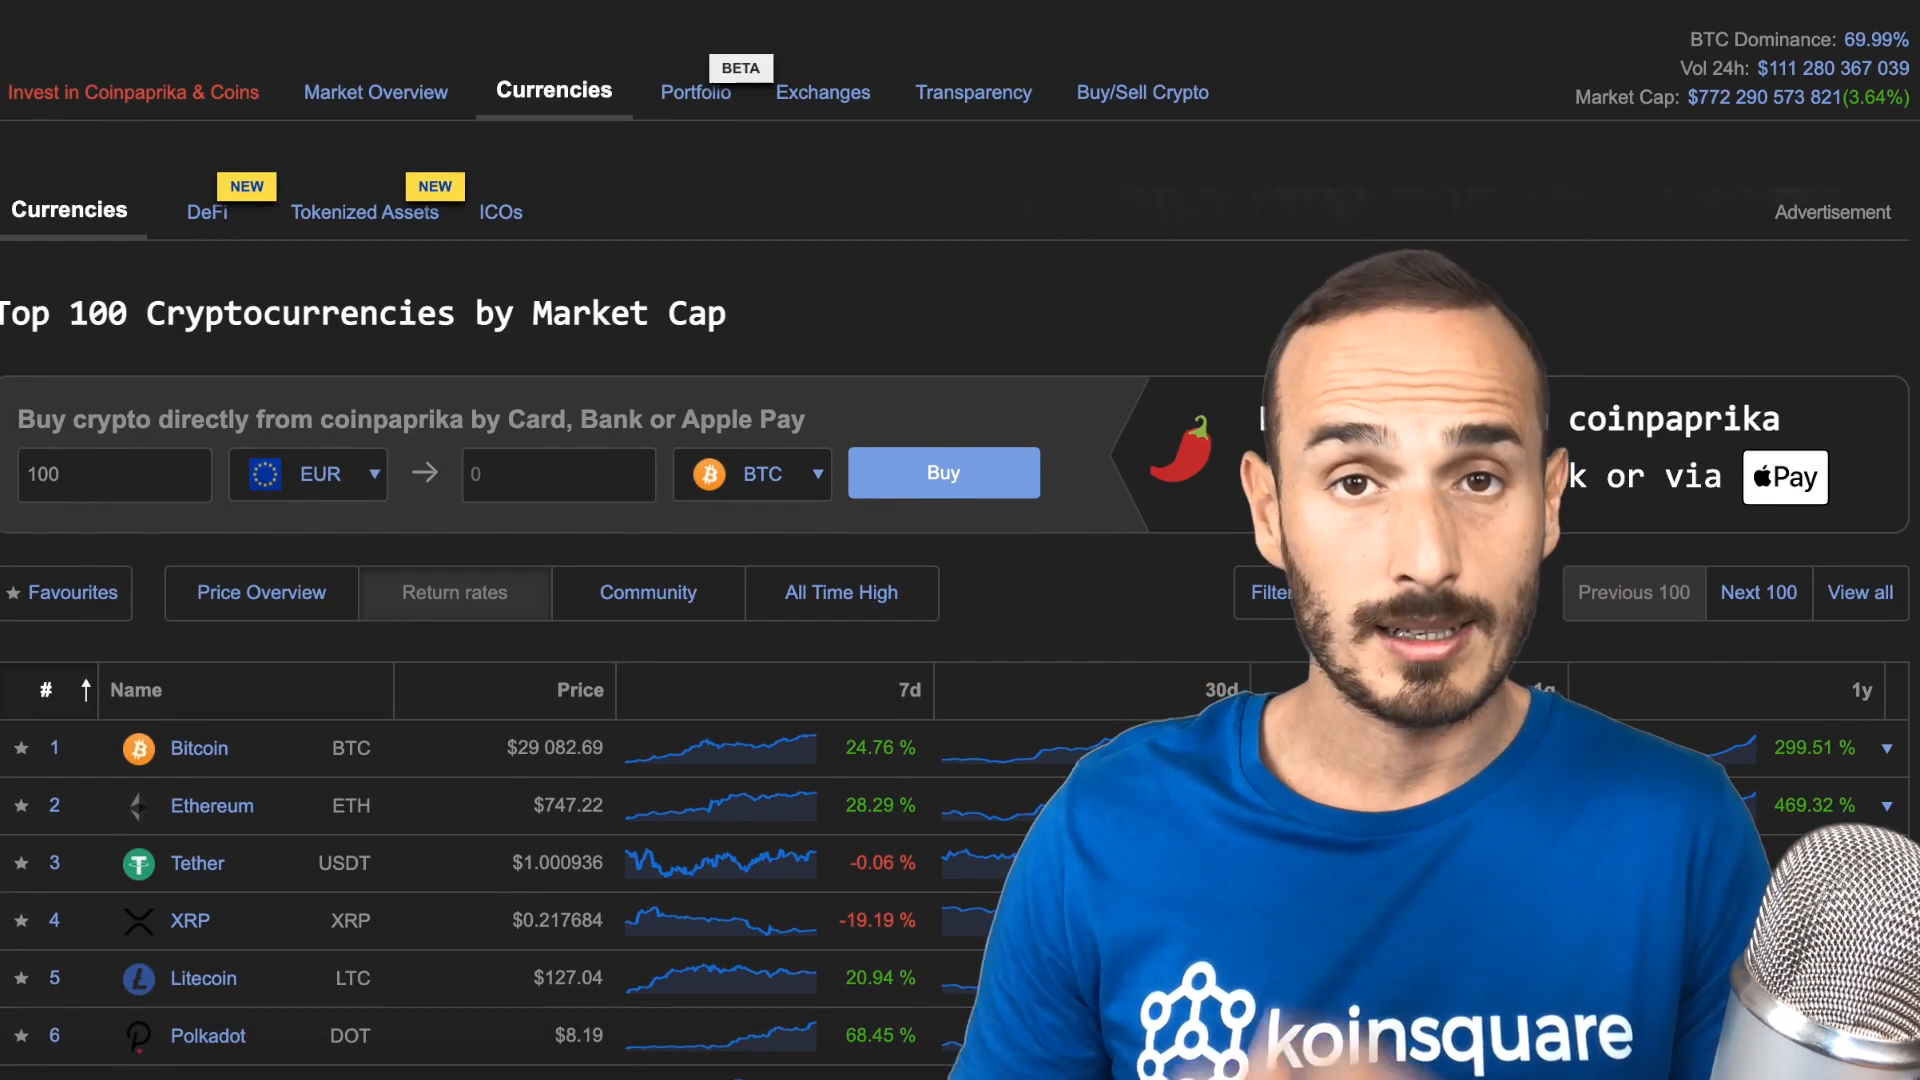 BTC Dominance: 69.99%
Vol 24h: $111 280 367 039
Market Cap: $772 290 573 821(3.64%)
BETA
Invest in Coinpaprika & Coins Market Overview Currencies Portfolio Exchanges Transparency Buy/Sell Crypto
NEW NEW
Currencies DeFi Tokenized Assets ICOs Advertisement
Top 100 Cryptocurrencies by Market Cap
Buy crypto directly from coinpaprika by Card, Bank or Apple Pay
coinpaprika
100 EUR → 0 BTC Buy
or via Pay
Favourites Price Overview Return rates Community All Time High Filter Previous 100 Next 100 View all
# ↑ Name Price 7d 30d 1y
1 Bitcoin BTC $29 082.69 24.76 % 299.51 %
2 Ethereum ETH $747.22 28.29 % 469.32 %
3 Tether USDT $1.000936 -0.06 %
4 XRP XRP $0.217684 -19.19 %
5 Litecoin LTC $127.04 20.94 %
6 Polkadot DOT $8.19 68.45 %
koinsquare